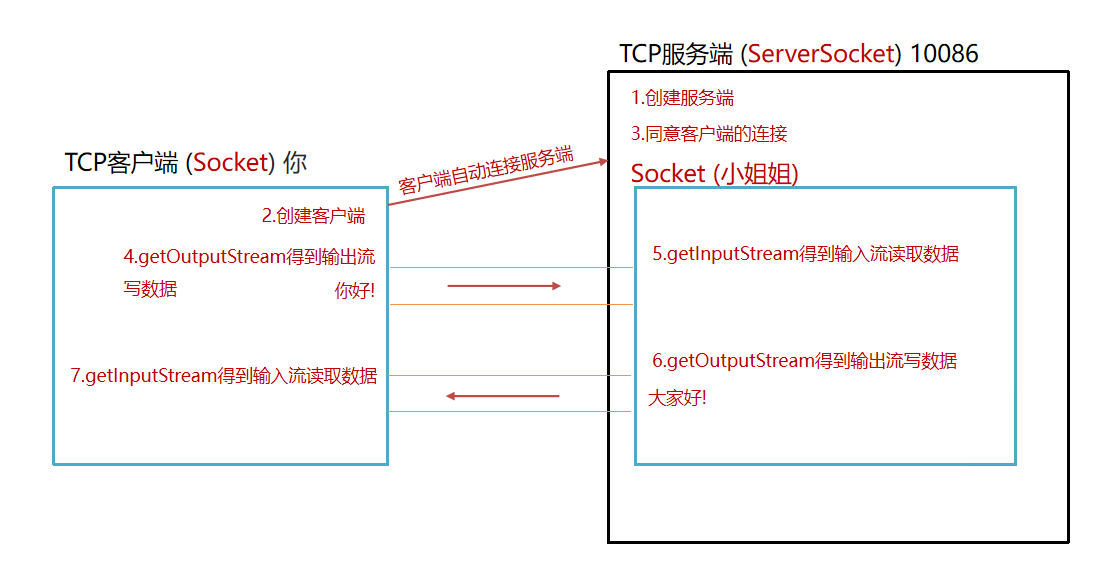 TCP服务端 (ServerSocket) 10086
1.创建服务端
3.同意客户端的连接
TCP客户端 (Socket) 你
客户端自动连接服务端
Socket (小姐姐)
2.创建客户端
4.getOutputStream得到输出流
写数据
你好!
5.getInputStream得到输入流读取数据
6.getOutputStream得到输出流写数据
大家好!
7.getInputStream得到输入流读取数据